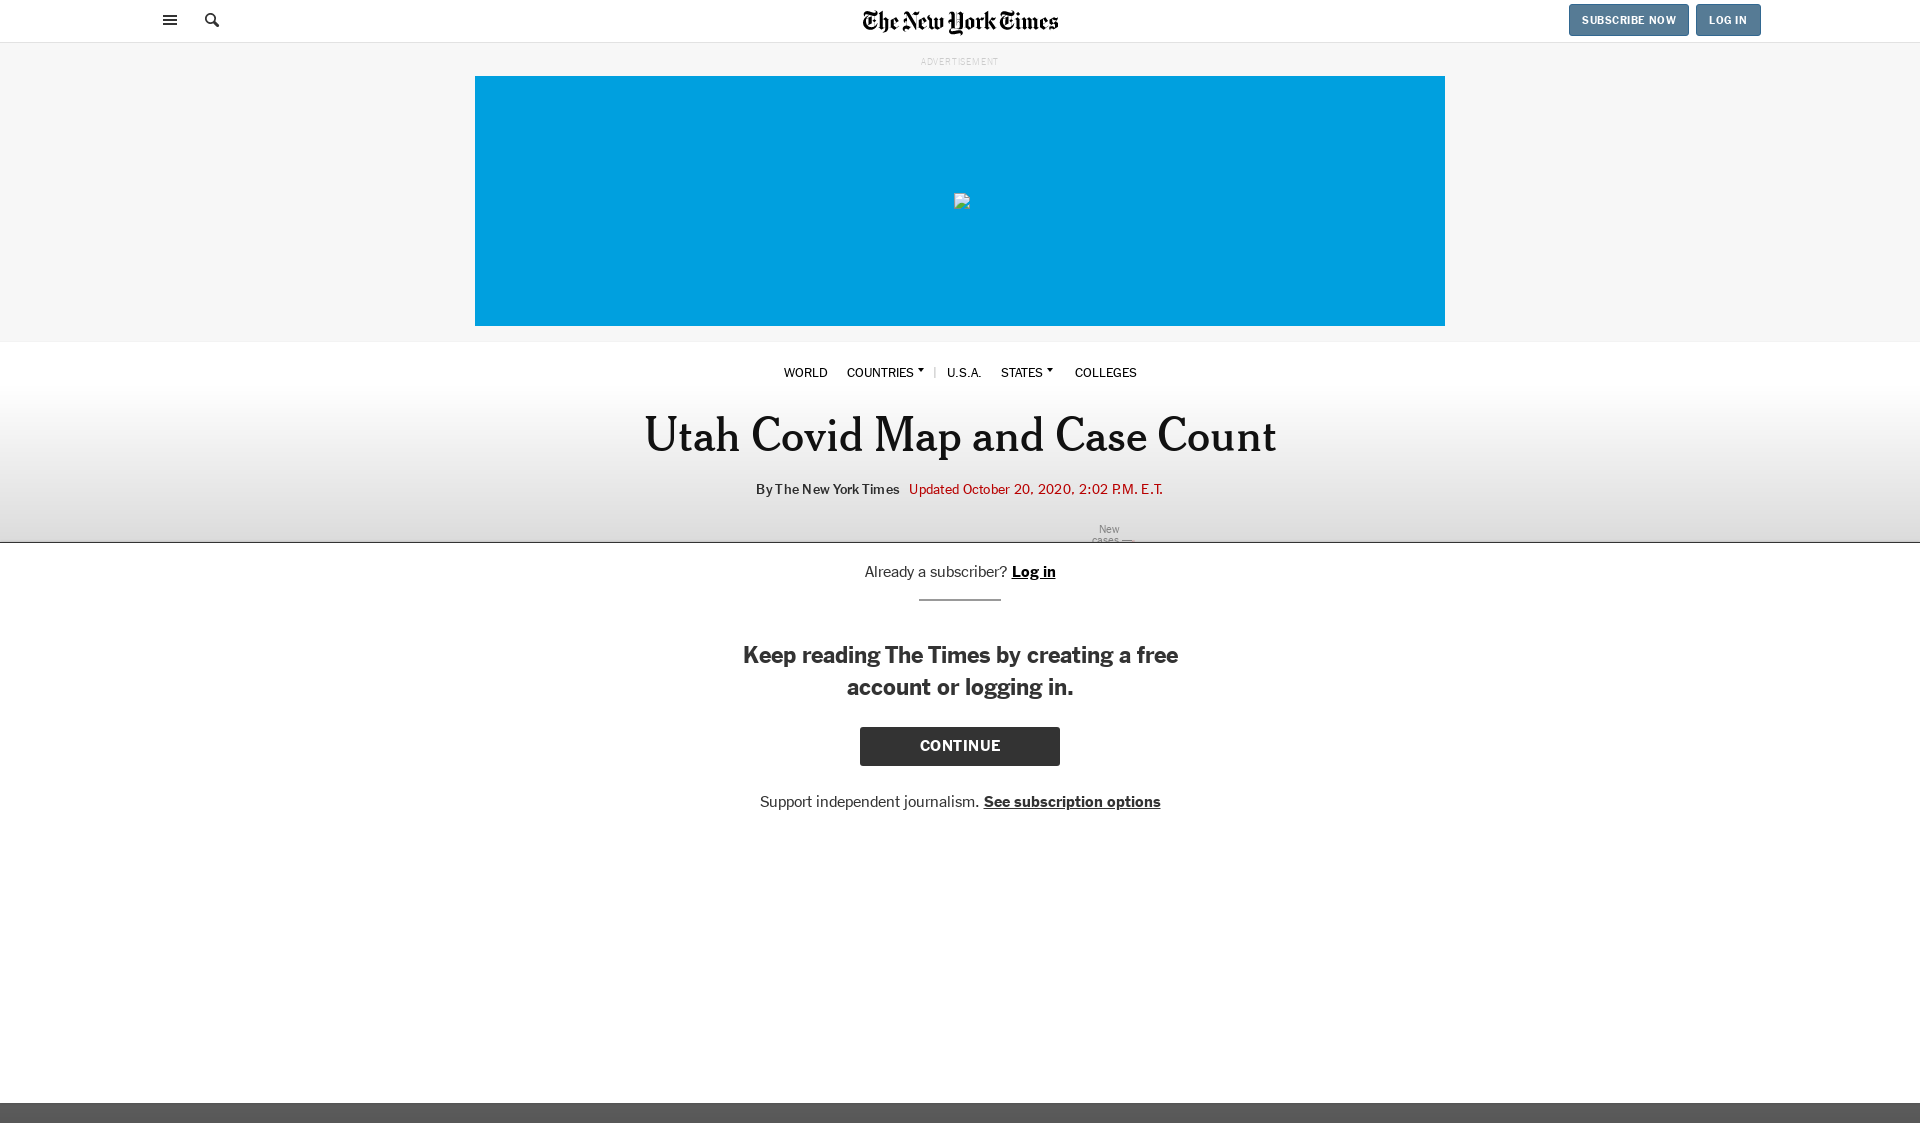 The New York Times
SUBSCRIBE NOW
LOG IN
ADVERTISEMENT
WORLD COUNTRIES | U.S.A. STATES COLLEGES
Utah Covid Map and Case Count
By The New York Times Updated October 20, 2020, 2:02 P.M. E.T.
New
cases —
Already a subscriber? Log in
Keep reading The Times by creating a free
account or logging in.
CONTINUE
Support independent journalism. See subscription options